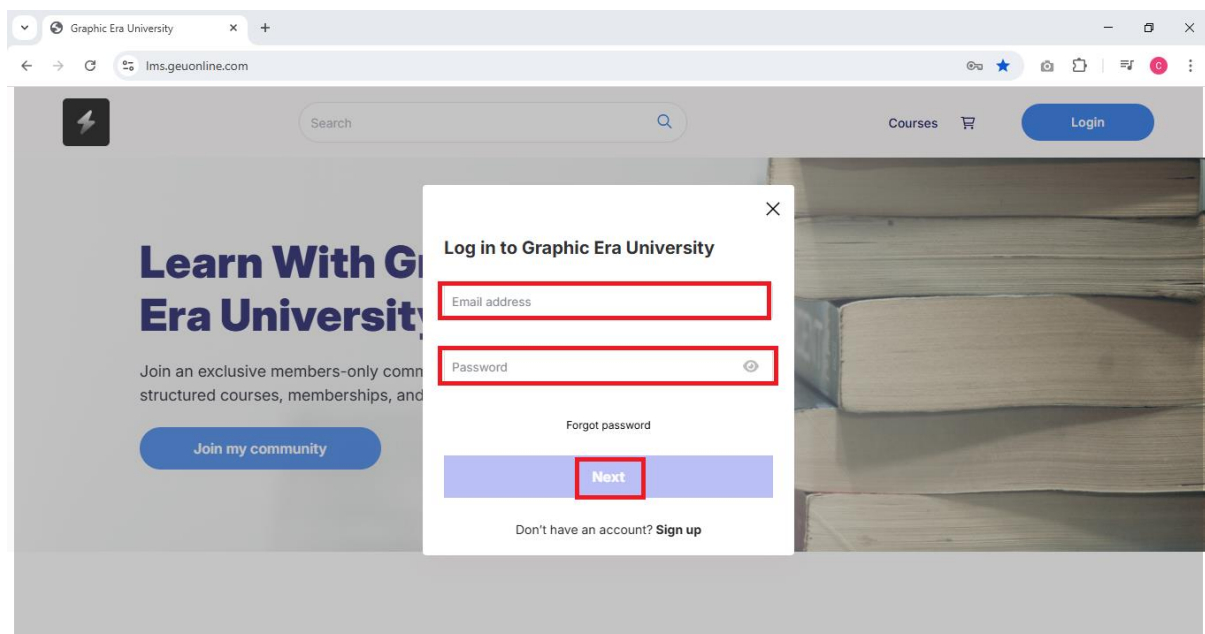 Graphic Era University
lms.geuonline.com
C
Search
Courses
Login
Learn With G
Era Universit
Join an exclusive members-only comm
structured courses, memberships, and
Join my community
Log in to Graphic Era University
Email address
Password
Forgot password
Next
Don't have an account? Sign up